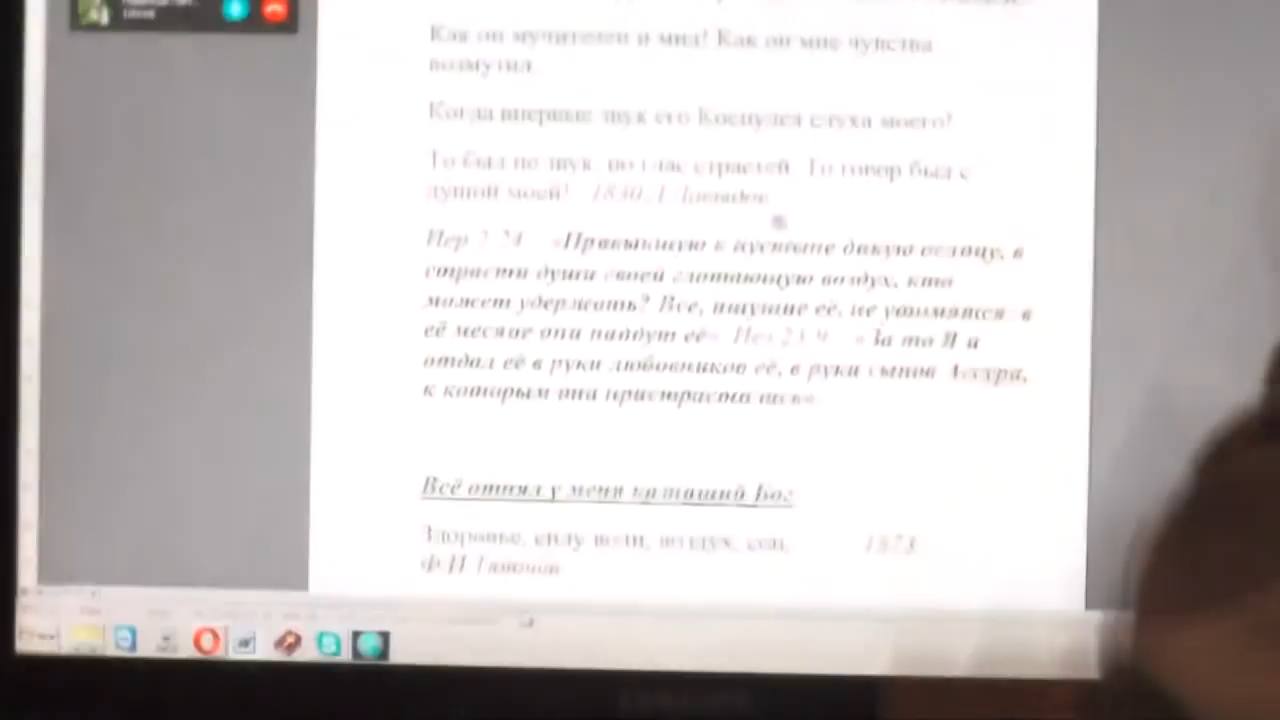 Как он мучителен и мил! Как он мне чувства
возмутил
Когда впервые звук его Коснулся слуха моего!
То был не звук, но глас страстей. То говор был с
душой моей! 1830
Иер 2:24 «Привыкшую к пустыне дикую ослицу, в
страсти души своей глотающую воздух, кто
может удержать? Все, ищущие её, не утомятся: в
её месяце они найдут её» 23:9 «За то Я и
отдал её в руки любовников её, в руки сынов Ассура,
к которым она пристрастилась»
Всё отнял у меня казнящий Бог
Здоровье, силу воли, воздух, сон, 1873
Ф.И.